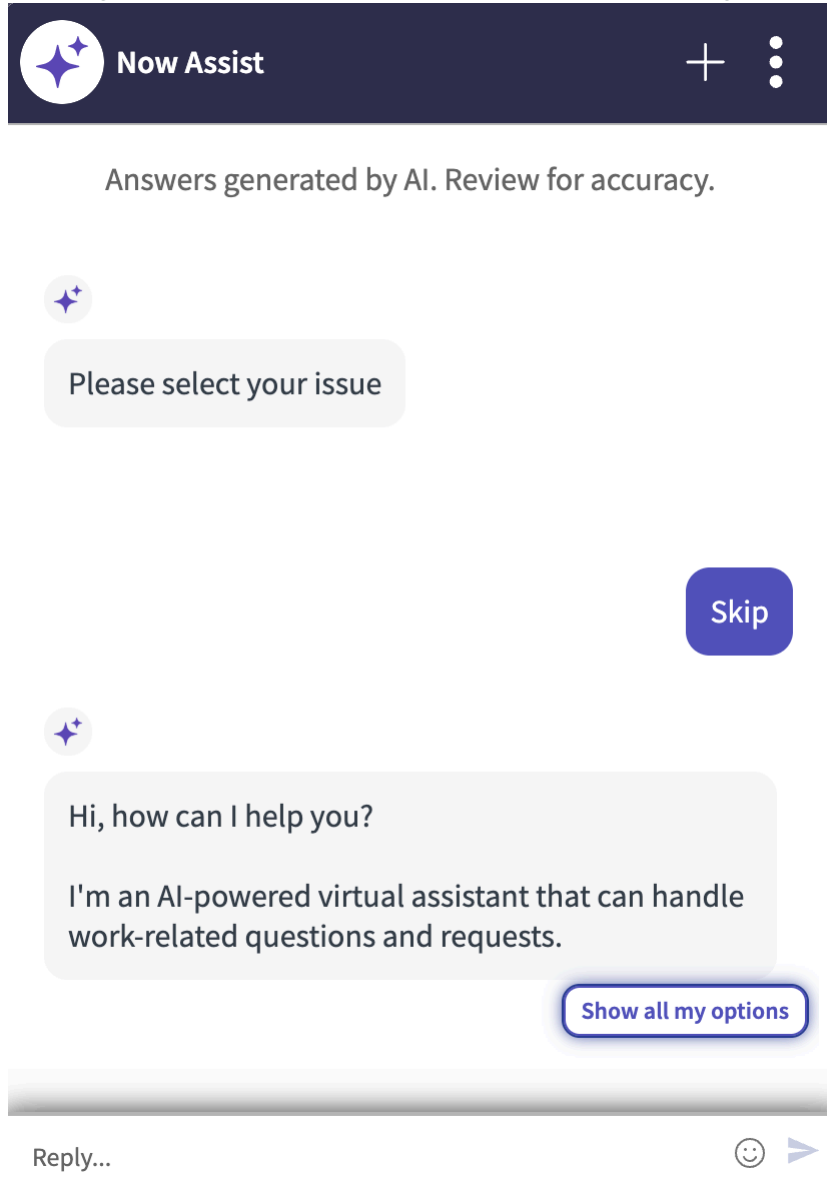 Now Assist
Answers generated by AI. Review for accuracy.
Please select your issue
Skip
Hi, how can I help you?
I'm an AI-powered virtual assistant that can handle
work-related questions and requests.
Show all my options
Reply...